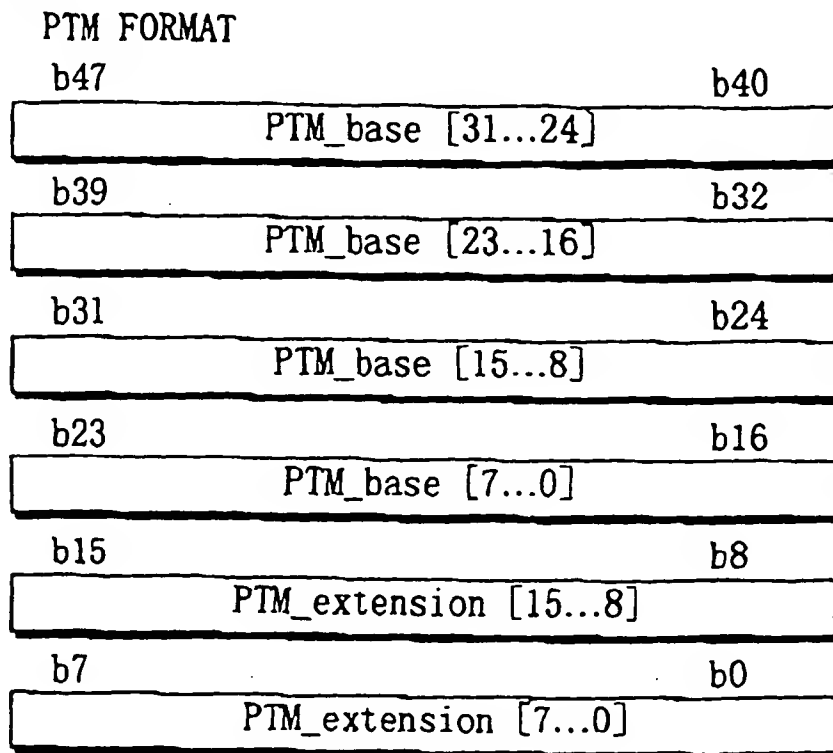 PTM FORMAT
b47 b40
PTM_base [31...24]
b39 b32
PTM_base [23...16]
b31 b24
PTM_base [15...8]
b23 b16
PTM_base [7...0]
b15 b8
PTM_extension [15...8]
b7 b0
PTM_extension [7...0]